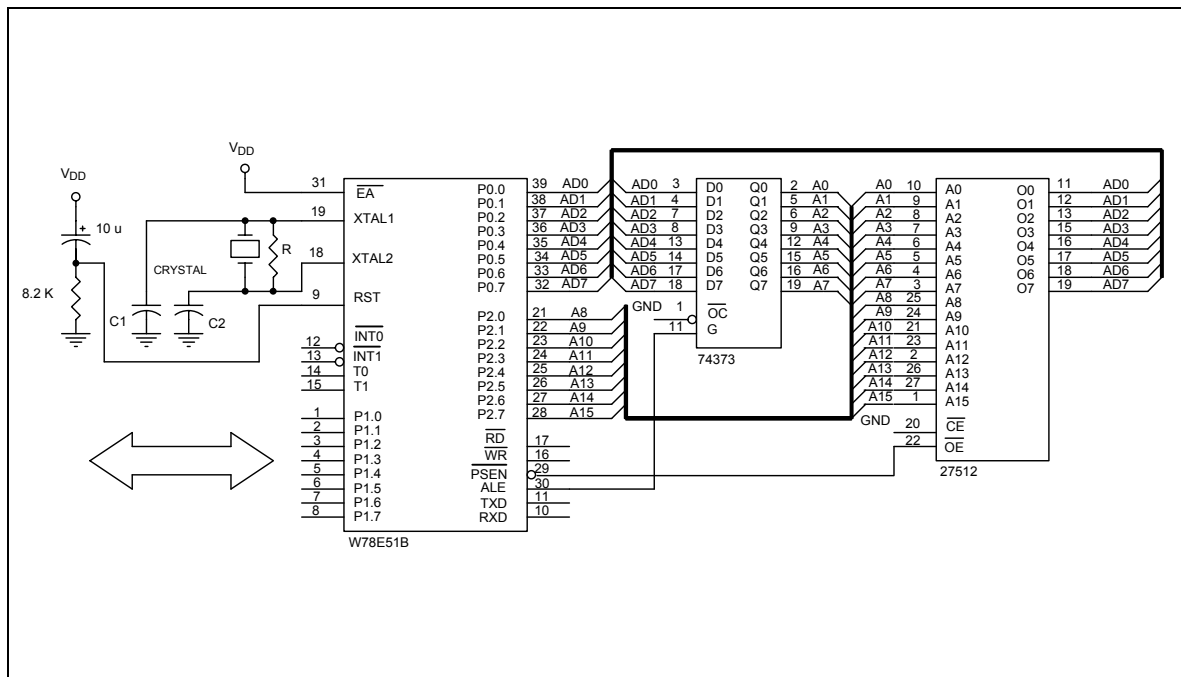 VDD
10 u
8.2 K
C1
CRYSTAL
C2
R
VDD
31 EA
19 XTAL1
18 XTAL2
9 RST
12 INT0
13 INT1
14 T0
15 T1
1 P1.0
2 P1.1
3 P1.2
4 P1.3
5 P1.4
6 P1.5
7 P1.6
8 P1.7
P0.0 39 AD0
P0.1 38 AD1
P0.2 37 AD2
P0.3 36 AD3
P0.4 35 AD4
P0.5 34 AD5
P0.6 33 AD6
P0.7 32 AD7
P2.0 21 A8
P2.1 22 A9
P2.2 23 A10
P2.3 24 A11
P2.4 25 A12
P2.5 26 A13
P2.6 27 A14
P2.7 28 A15
RD 17
WR 16
PSEN 29
ALE 30
TXD 11
RXD 10
W78E51B
AD0 3 D0 Q0 2 A0
AD1 4 D1 Q1 5 A1
AD2 7 D2 Q2 6 A2
AD3 8 D3 Q3 9 A3
AD4 13 D4 Q4 12 A4
AD5 14 D5 Q5 15 A5
AD6 17 D6 Q6 16 A6
AD7 18 D7 Q7 19 A7
GND 1 OC
11 G
74373
A0 10 A0
A1 9 A1
A2 8 A2
A3 7 A3
A4 6 A4
A5 5 A5
A6 4 A6
A7 3 A7
A8 25 A8
A9 24 A9
A10 21 A10
A11 23 A11
A12 2 A12
A13 26 A13
A14 27 A14
A15 1 A15
GND 20 CE
22 OE
O0 11 AD0
O1 12 AD1
O2 13 AD2
O3 15 AD3
O4 16 AD4
O5 17 AD5
O6 18 AD6
O7 19 AD7
27512